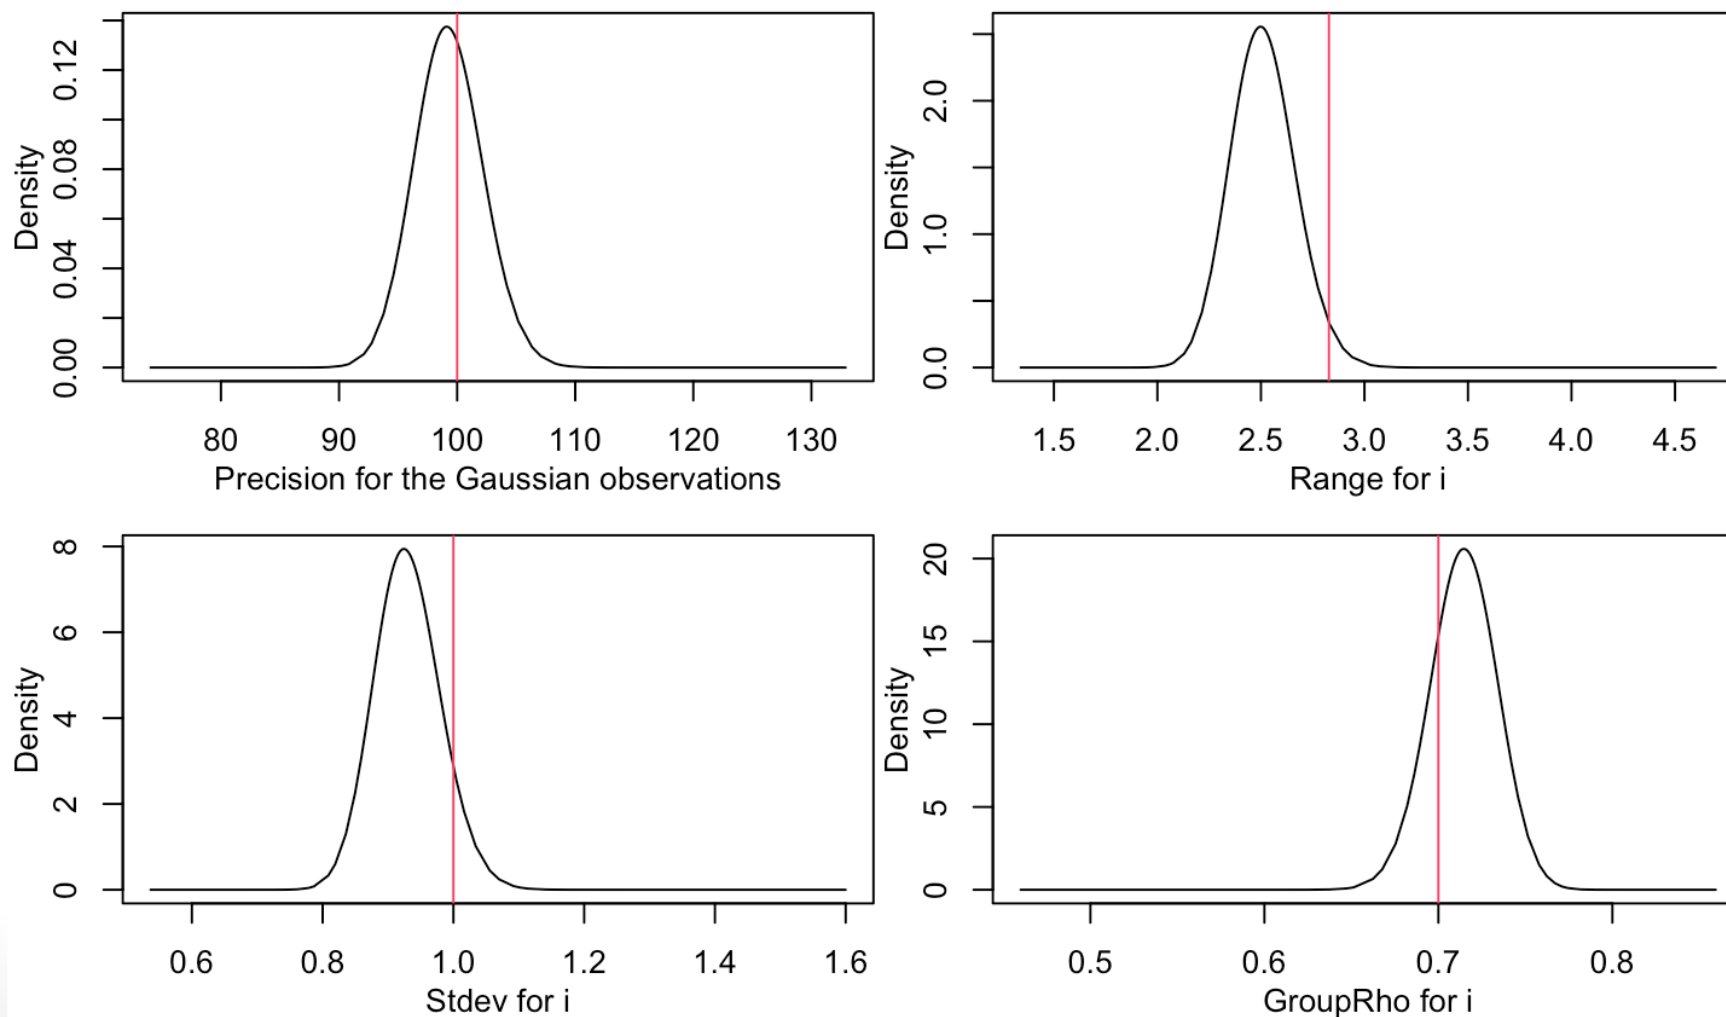 Density
0.00 0.04 0.08 0.12
80 90 100 110 120 130
Precision for the Gaussian observations
Density
0.0 1.0 2.0
1.5 2.0 2.5 3.0 3.5 4.0 4.5
Range for i
Density
0 2 4 6 8
0.6 0.8 1.0 1.2 1.4 1.6
Stdev for i
Density
0 5 10 15 20
0.5 0.6 0.7 0.8
GroupRho for i